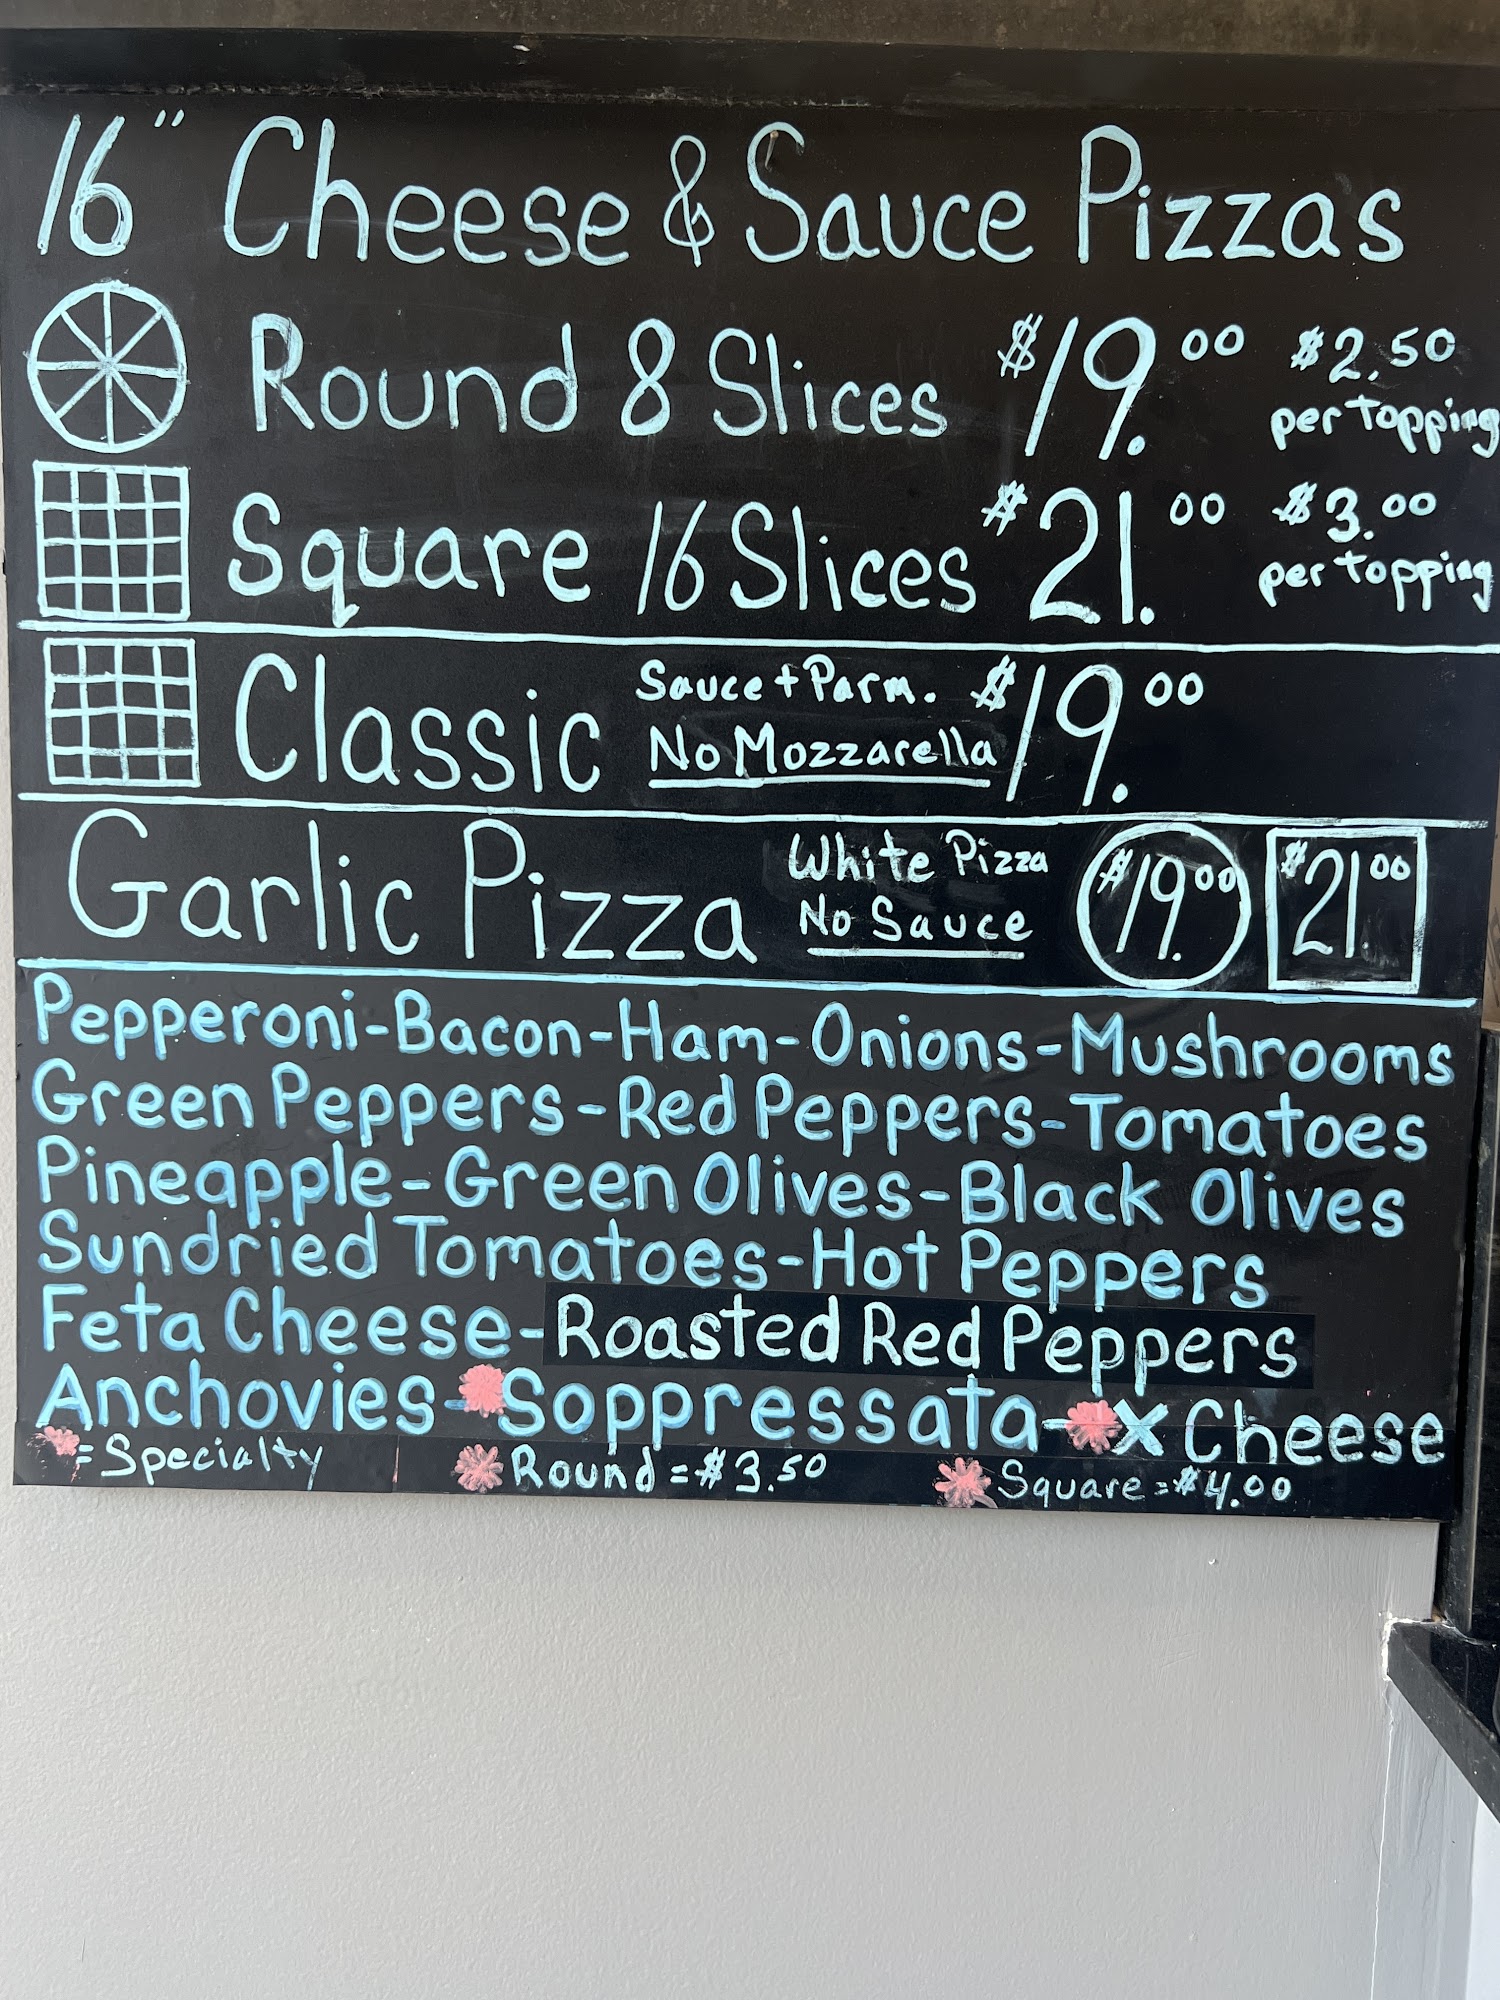 16" Cheese & Sauce Pizzas
Round 8 Slices $19.00 $2.50
per topping
Square 16 Slices $21.00 $3.00
per topping
Classic Sauce + Parm. $19.00
No Mozzarella
Garlic Pizza White Pizza $19.00 $21.00
No Sauce
Pepperoni-Bacon-Ham-Onions-Mushrooms
Green Peppers-Red Peppers-Tomatoes
Pineapple-Green Olives-Black Olives
Sundried Tomatoes-Hot Peppers
Feta Cheese-Roasted Red Peppers
Anchovies-*Soppressata-*X Cheese
*=Specialty *Round=$3.50 *Square=$4.00